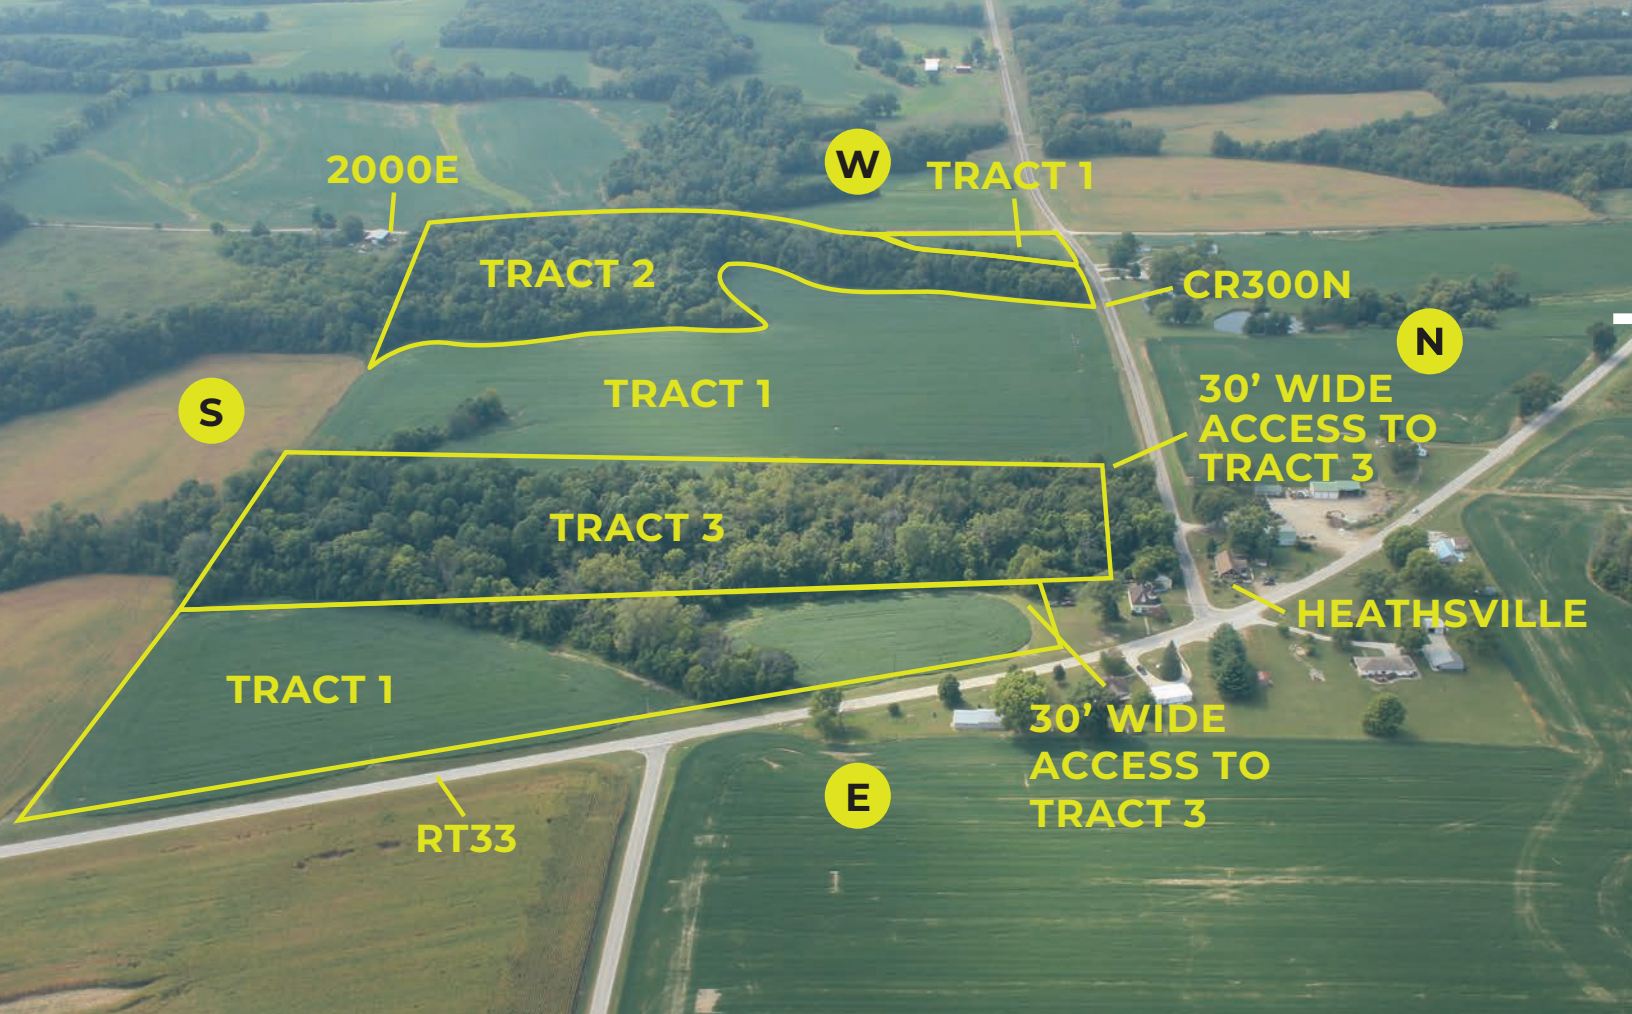 W
TRACT 1
2000E
TRACT 2
CR300N
N
30’ WIDE
ACCESS TO
TRACT 3
S
TRACT 1
TRACT 3
HEATHSVILLE
TRACT 1
30’ WIDE
ACCESS TO
TRACT 3
E
RT33